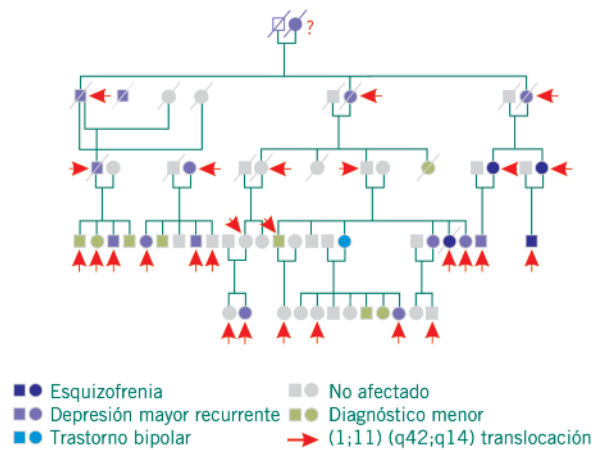 ?
Esquizofrenia
No afectado
Depresión mayor recurrente
Diagnóstico menor
Trastorno bipolar
(1;11) (q42;q14) translocación